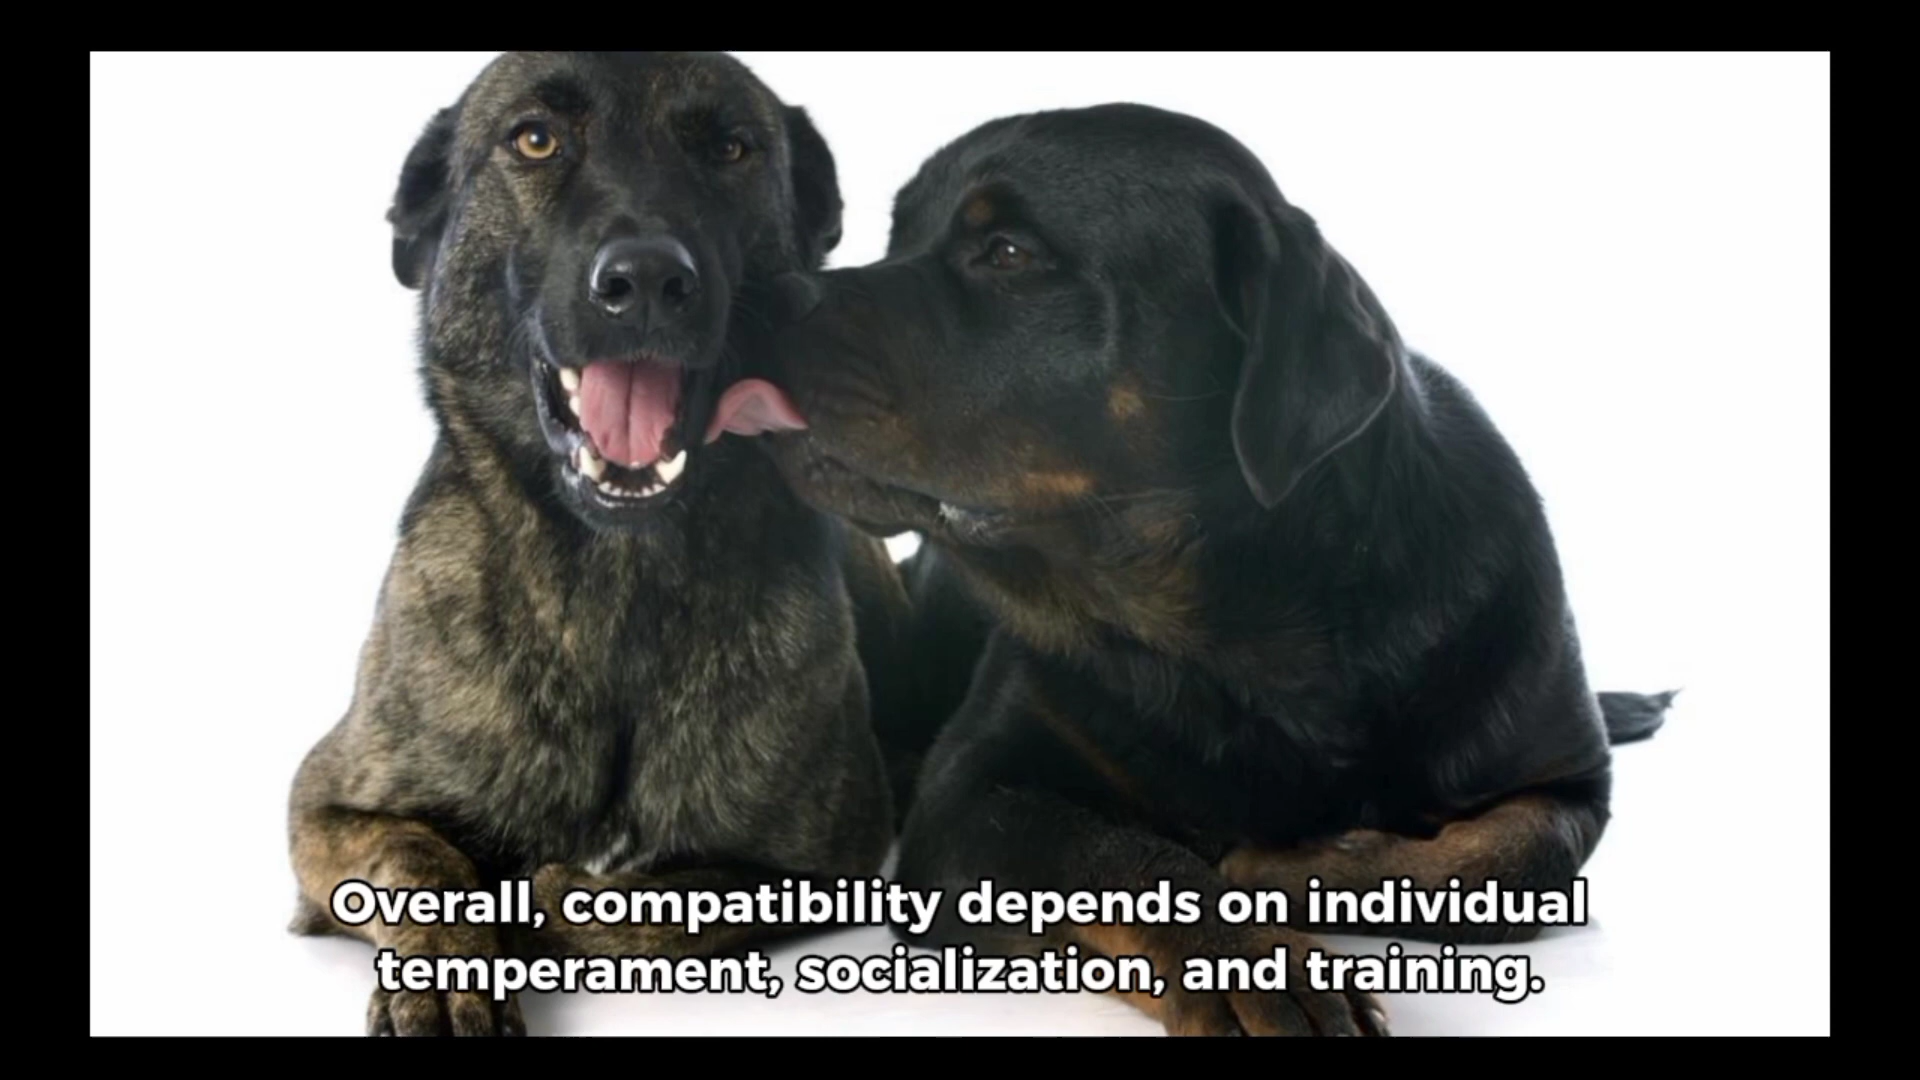 Overall, compatibility depends on individual
temperament, socialization, and training.